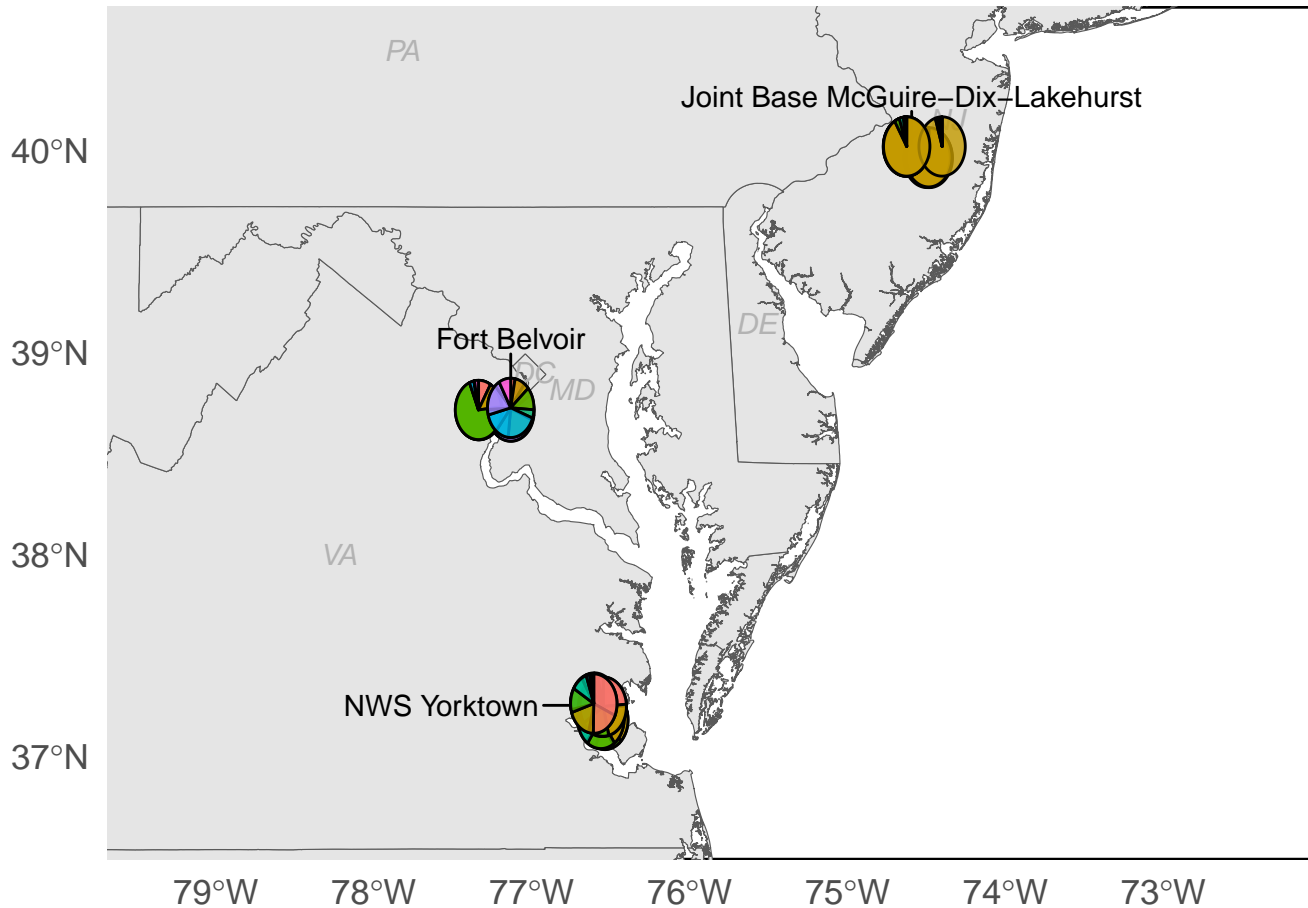 PA
Joint Base McGuire−Dix−Lakehurst
NJ
40°N
39°N
DE
Fort Belvoir
DC
MD
38°N
VA
NWS Yorktown
37°N
79°W
78°W
77°W
76°W
75°W
74°W
73°W